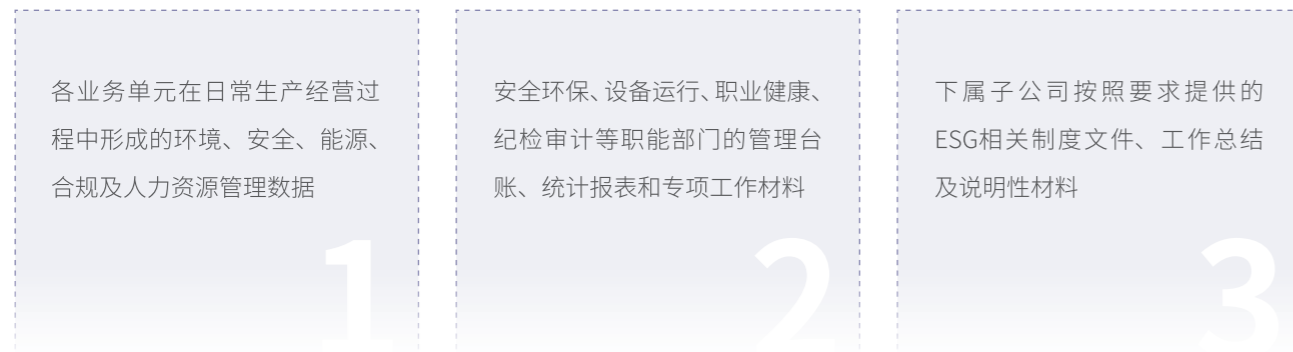 各业务单元在日常生产经营过
程中形成的环境、安全、能源、
合规及人力资源管理数据
1
安全环保、设备运行、职业健康、
纪检审计等职能部门的管理台
账、统计报表和专项工作材料
2
下属子公司按照要求提供的
ESG相关制度文件、工作总结
及说明性材料
3